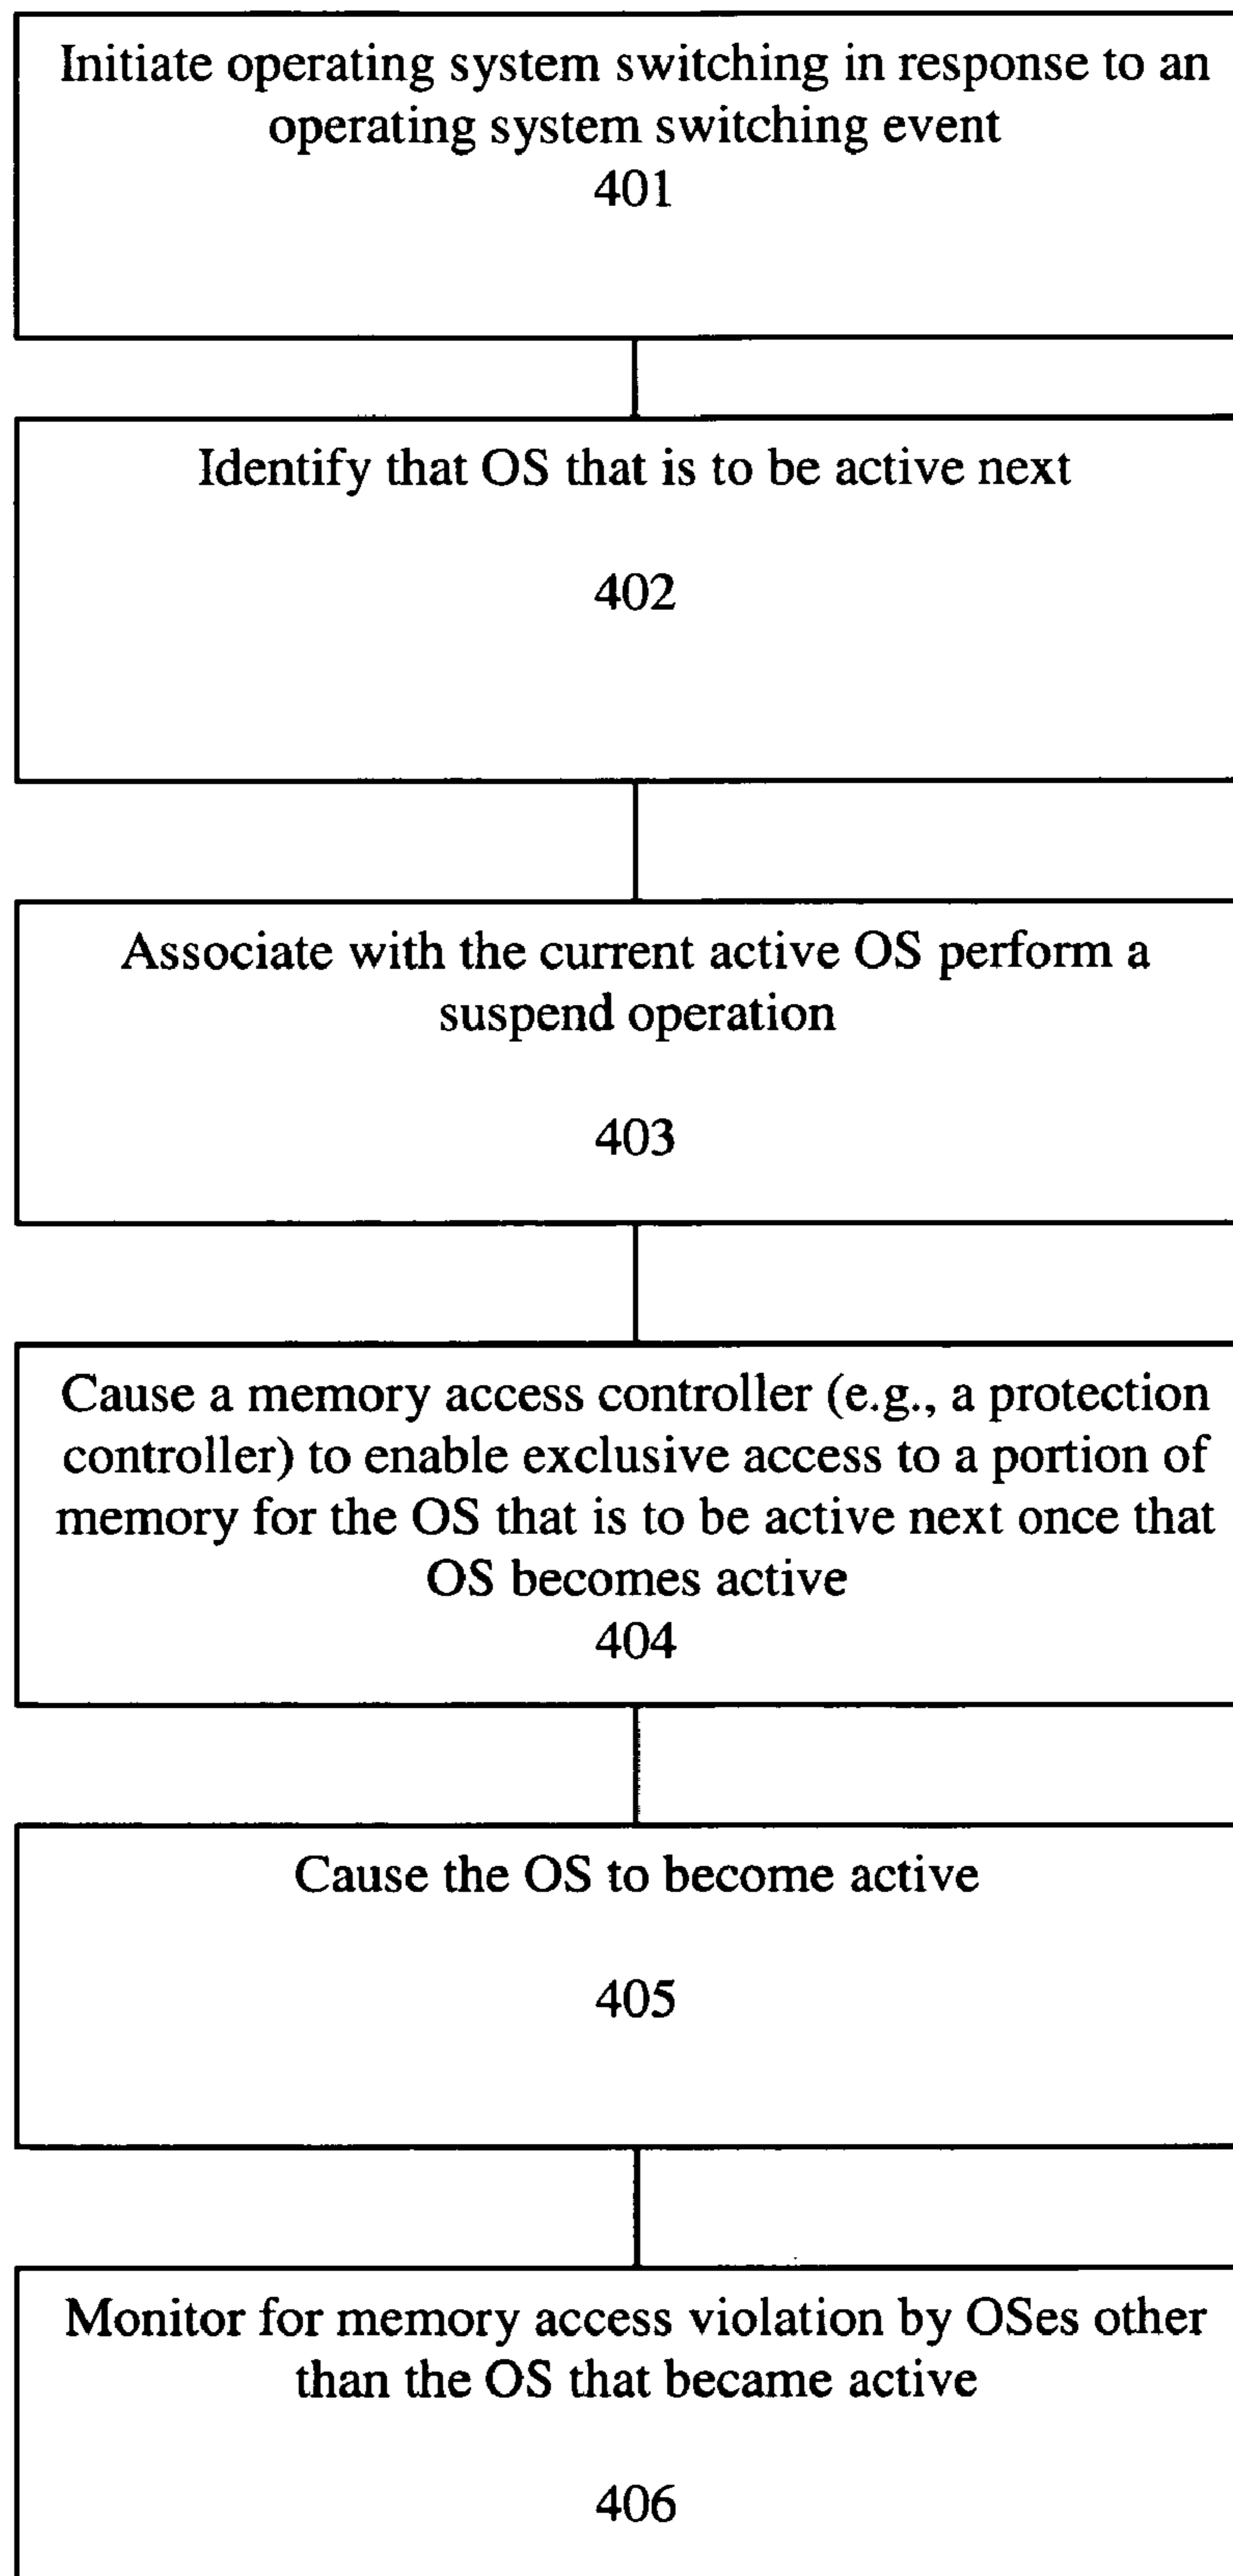 Initiate operating system switching in response to an
operating system switching event
401
Identify that OS that is to be active next
402
Associate with the current active OS perform a
suspend operation
403
Cause a memory access controller (e.g., a protection
controller) to enable exclusive access to a portion of
memory for the OS that is to be active next once that
OS becomes active
404
Cause the OS to become active
405
Monitor for memory access violation by OSes other
than the OS that became active
406